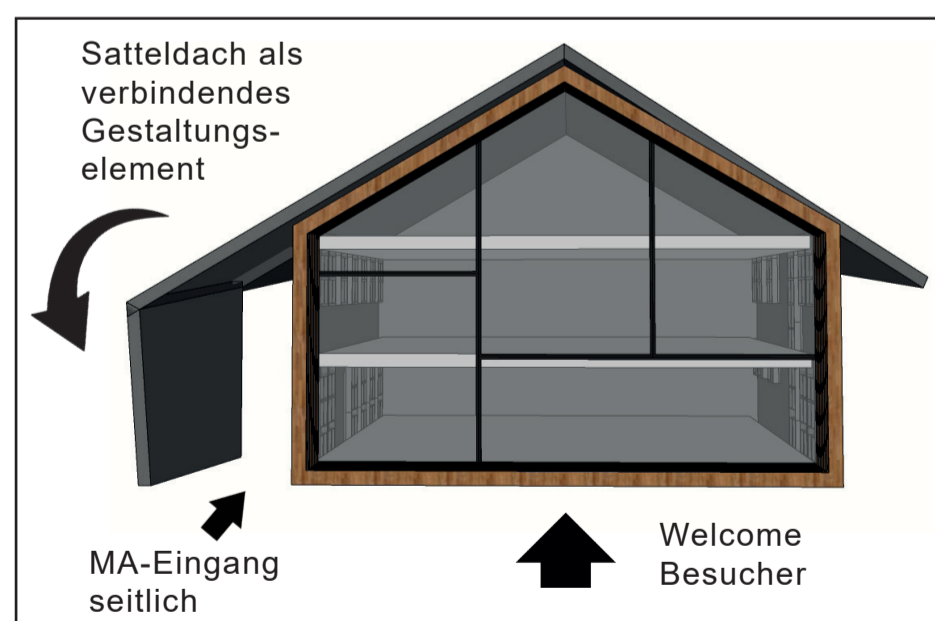 Satteldach als
verbindendes
Gestaltungs-
element
MA-Eingang
seitlich
Welcome
Besucher